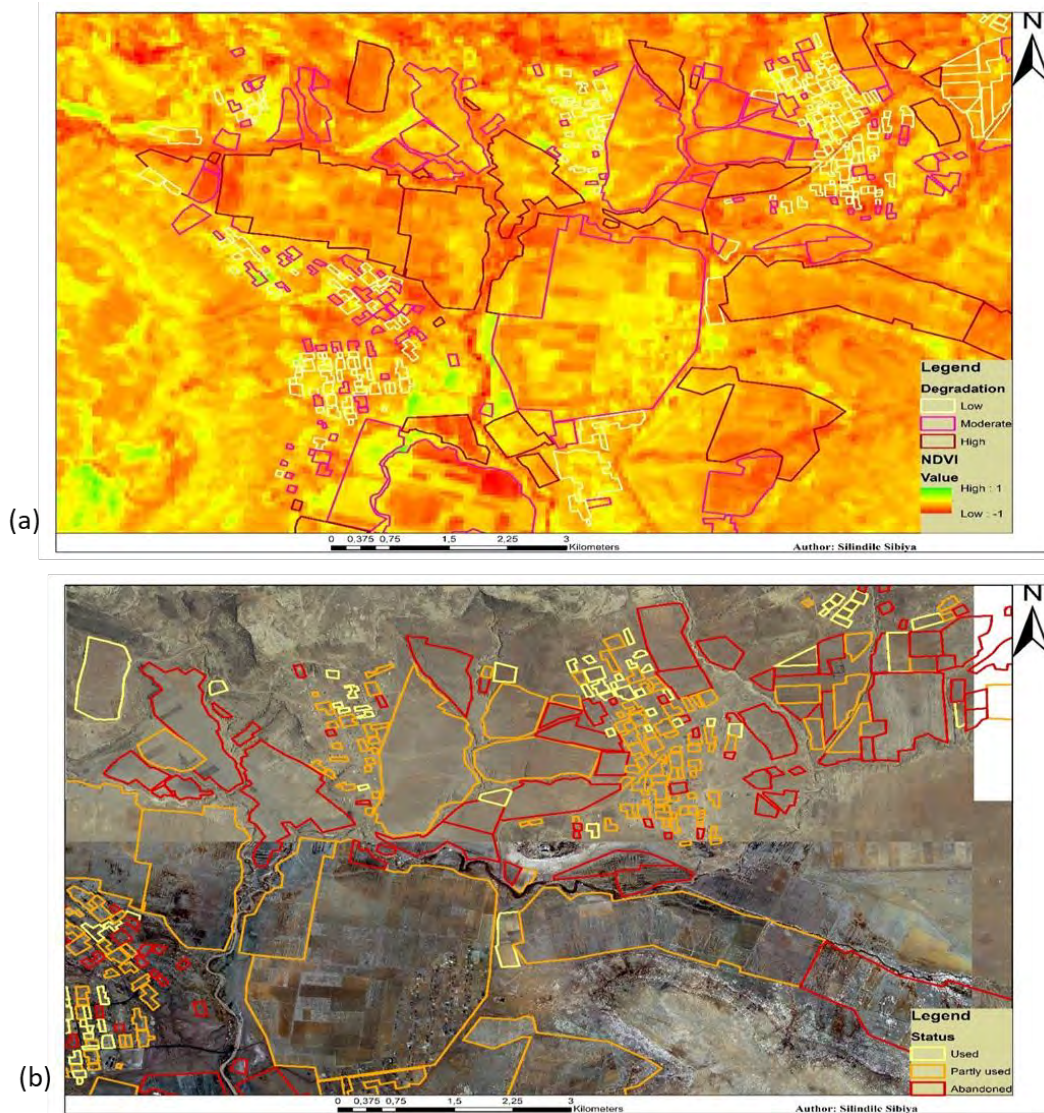 N
Legend
Degradation
Low
Moderate
High
NDVI
Value
High : 1
Low : -1
(a)
0 0,375 0,75 1,5 2,25 3
Kilometers
Author: Silindile Sibiya
N
Legend
Status
Used
Partly used
Abandoned
(b)
0 0,375 0,75 1,5 2,25 3
Kilometers
Author: Silindile Sibiya